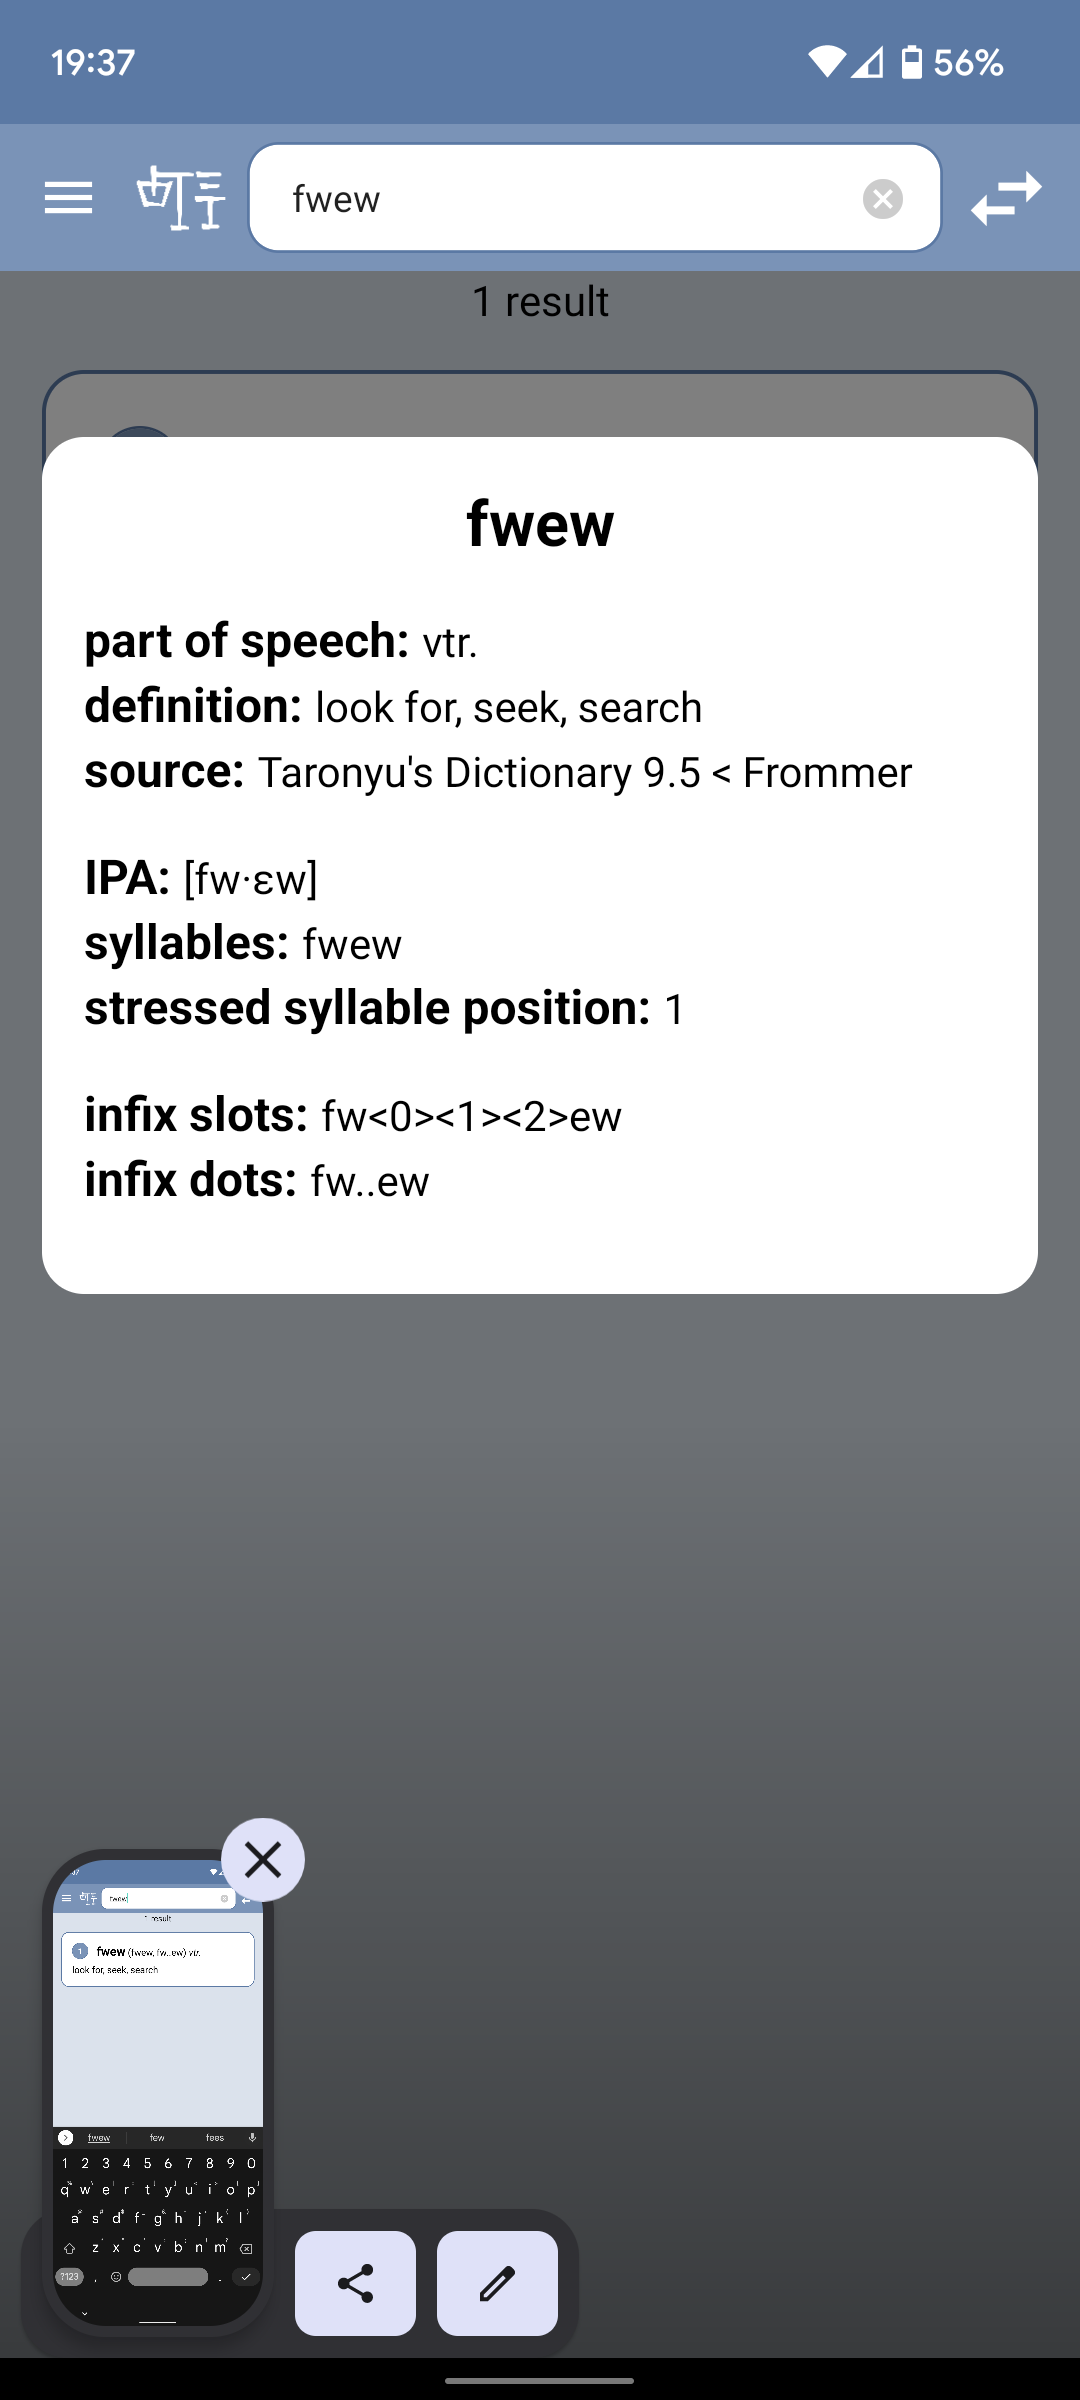 19:37
56%
fwew
1 result
fwew
part of speech: vtr.
definition: look for, seek, search
source: Taronyu's Dictionary 9.5 < Frommer
IPA: [fw·ɛw]
syllables: fwew
stressed syllable position: 1
infix slots: fw<0><1><2>ew
infix dots: fw..ew
fwew
1 result
1 fwew (fwew, fw..ew) vtr.
look for, seek, search
fwew few fees
1 2 3 4 5 6 7 8 9 0
q w e r t y u i o p
a s d f g h j k l
z x c v b n m
?123 , .